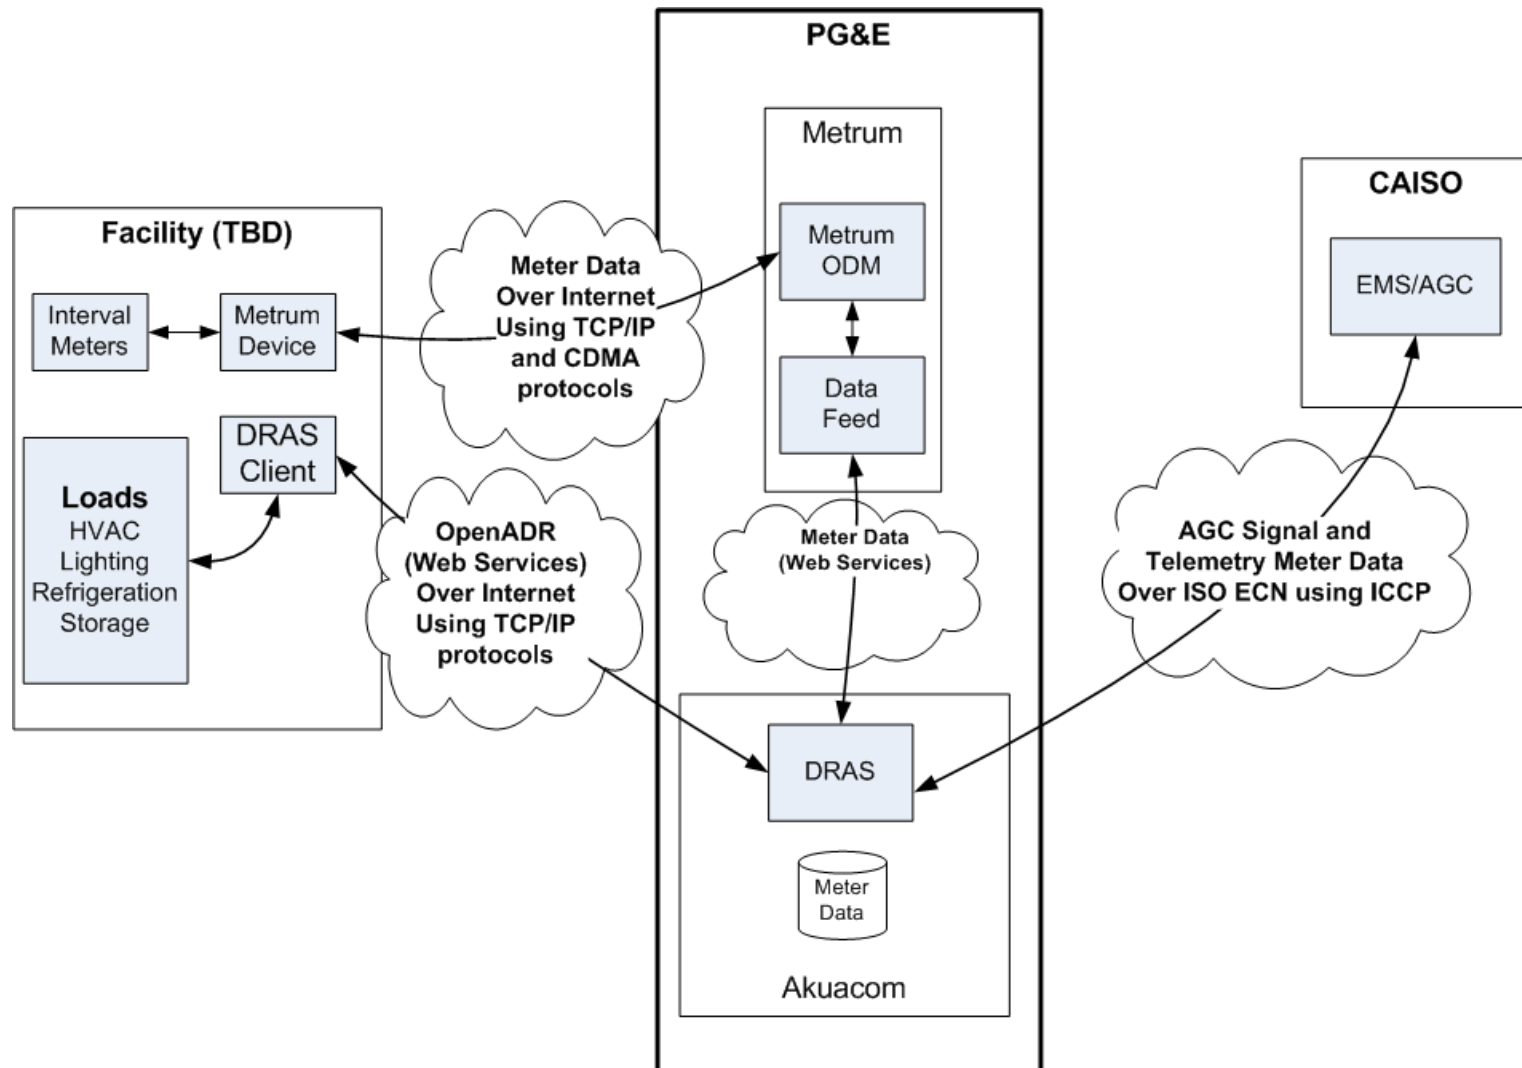 PG&E
Metrum
Metrum
ODM
Data
Feed
CAISO
EMS/AGC
Facility (TBD)
Interval
Meters
Metrum
Device
DRAS
Client
Loads
HVAC
Lighting
Refrigeration
Storage
Meter Data
Over Internet
Using TCP/IP
and CDMA
protocols
OpenADR
(Web Services)
Over Internet
Using TCP/IP
protocols
Meter Data
(Web Services)
AGC Signal and
Telemetry Meter Data
Over ISO ECN using ICCP
DRAS
Meter
Data
Akuacom